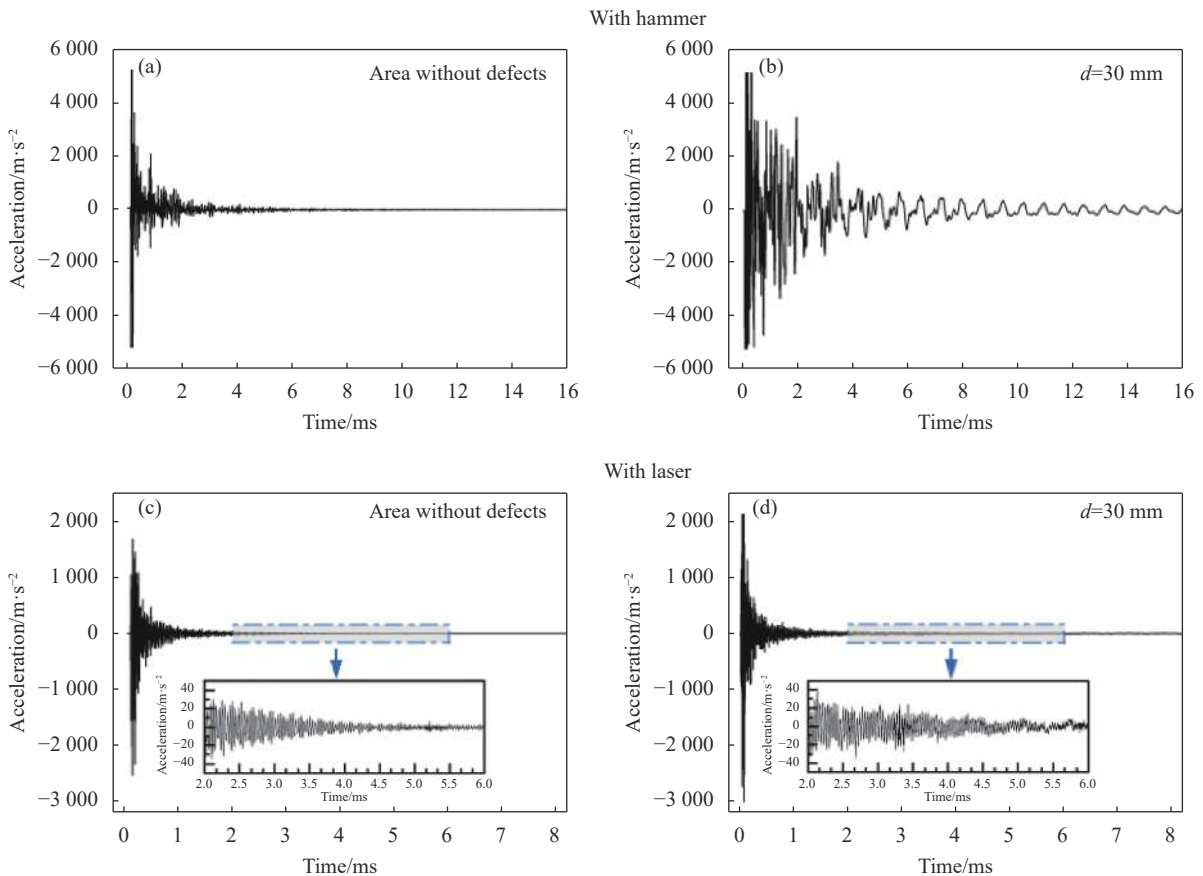 With hammer
6 000
4 000
2 000
0
−2 000
−4 000
−6 000
Acceleration/m·s⁻²
(a)
Area without defects
0 2 4 6 8 10 12 14 16
Time/ms
6 000
4 000
2 000
0
−2 000
−4 000
−6 000
Acceleration/m·s⁻²
(b)
d=30 mm
0 2 4 6 8 10 12 14 16
Time/ms
With laser
2 000
1 000
0
−1 000
−2 000
−3 000
Acceleration/m·s⁻²
(c)
Area without defects
40
20
0
−20
−40
Acceleration/m·s⁻²
2.0 2.5 3.0 3.5 4.0 4.5 5.0 5.5 6.0
Time/ms
0 1 2 3 4 5 6 7 8
Time/ms
2 000
1 000
0
−1 000
−2 000
−3 000
Acceleration/m·s⁻²
(d)
d=30 mm
40
20
0
−20
−40
Acceleration/m·s⁻²
2.0 2.5 3.0 3.5 4.0 4.5 5.0 5.5 6.0
Time/ms
0 1 2 3 4 5 6 7 8
Time/ms